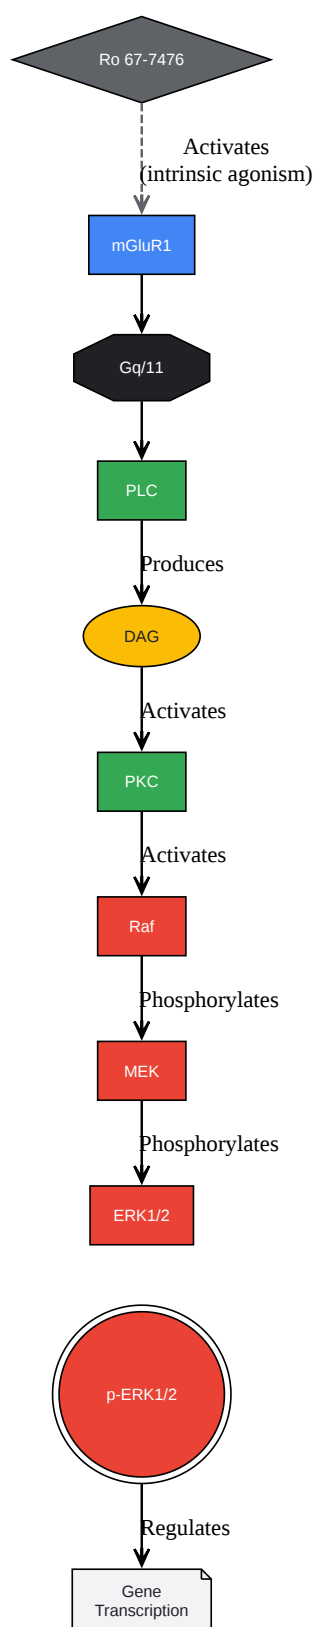 Ro 67-7476
Activates
(intrinsic agonism)
mGluR1
Gq/11
PLC
Produces
DAG
Activates
PKC
Activates
Raf
Phosphorylates
MEK
Phosphorylates
ERK1/2
p-ERK1/2
Regulates
Gene
Transcription